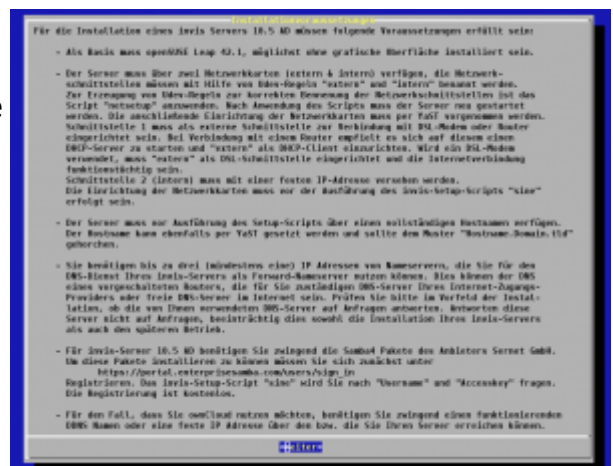 Installationsvoraussetzungen
Für die Installation eines invis Servers 10.5 AD müssen folgende Voraussetzungen erfüllt sein:
- Als Basis muss openSUSE Leap 42.1, möglichst ohne grafische Oberfläche installiert sein.
- Der Server muss über zwei Netzwerkkarten (extern & intern) verfügen, die Netzwerk-
schnittstellen müssen mit Hilfe von Udev-Regeln "extern" und "intern" benannt werden.
Zur Erzeugung von Udev-Regeln zur korrekten Benennung der Netzwerkschnittstellen ist das
Script "netsetup" anzuwenden. Nach Anwendung des Scripts muss der Server neu gestartet
werden. Die anschließende Einrichtung der Netzwerkkarten muss per YaST vorgenommen werden.
Schnittstelle 1 muss als externe Schnittstelle zur Verbindung mit DSL-Modem oder Router
eingerichtet sein. Bei Verbindung mit einem Router empfielt es sich auf diesem einen
DHCP-Server zu starten und "extern" als DHCP-Client einzurichten. Wird ein DSL-Modem
verwendet, muss "extern" als DSL-Schnittstelle eingerichtet und die Internetverbindung
funktionstüchtig sein.
Schnittstelle 2 (intern) muss mit einer festen IP-Adresse versehen werden.
Die Einrichtung der Netzwerkkarten muss vor der Ausführung des invis-Setup-Scripts "sine"
erfolgt sein.
- Der Server muss vor Ausführung des Setup-Scripts über einen vollständigen Hostnamen verfügen.
Der Hostname kann ebenfalls per YaST gesetzt werden und sollte dem Muster "Hostname.Domain.tld"
gehorchen.
- Sie benötigen bis zu drei (mindestens eine) IP Adressen von Nameservern, die Sie für den
DNS-Dienst Ihres invis-Servers als Forward-Nameserver nutzen können. Dies können der DNS
eines vorgeschalteten Routers, die für Sie zuständigen DNS-Server Ihres Internet-Zugangs-
Providers oder freie DNS-Server im Internet sein. Prüfen Sie bitte im Vorfeld der Instal-
lation, ob die von Ihnen verwendeten DNS-Server auf Anfragen antworten. Antworten diese
Server nicht auf Anfragen, beeinträchtig dies sowohl die Installation Ihres invis-Servers
als auch den späteren Betrieb.
- Für invis-Server 10.5 AD benötigen Sie zwingend die Samba4 Pakete des Anbieters Sernet GmbH.
Um diese Pakete installieren zu können müssen Sie sich zunächst unter
https://portal.enterprisesamba.com/users/sign_in
Registrieren. Das invis-Setup-Script "sine" wird Sie nach "Username" und "Accesskey" fragen.
Die Registrierung ist kostenlos.
- Für den Fall, dass Sie ownCloud nutzen möchten, benötigen Sie zwingend einen funktionierenden
DDNS Namen oder eine feste IP Adresse über den bzw. die Sie Ihren Server erreichen können.